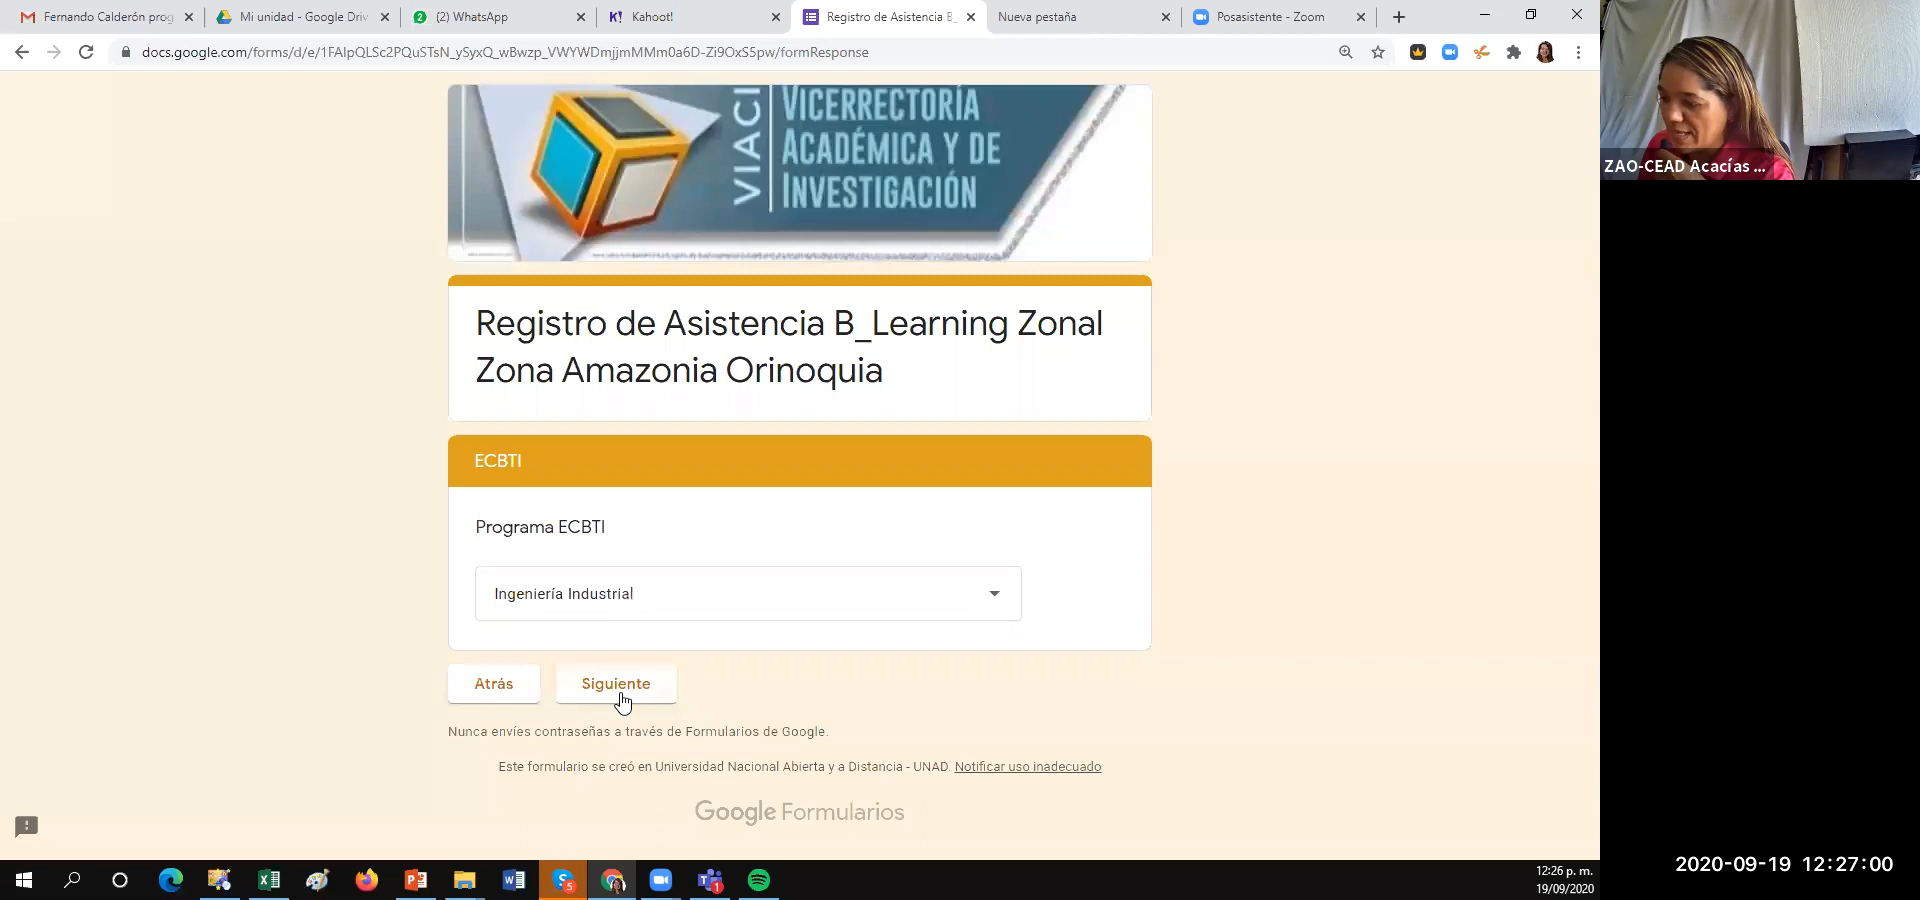 Fernando Calderón prog
Mi unidad - Google Driv
(2) WhatsApp
Kahoot!
Registro de Asistencia B_
Nueva pestaña
Posasistente - Zoom
docs.google.com/forms/d/e/1FAIpQLSc2PQuSTsN_ySyxQ_wBwzp_VWYWDmjjmMMm0a6D-Zi9OxS5pw/formResponse
VIACI
VICERRECTORÍA
ACADÉMICA Y DE
INVESTIGACIÓN
ZAO-CEAD Acacías ...
Registro de Asistencia B_Learning Zonal
Zona Amazonia Orinoquia
ECBTI
Programa ECBTI
Ingeniería Industrial
Atrás
Siguiente
Nunca envíes contraseñas a través de Formularios de Google.
Este formulario se creó en Universidad Nacional Abierta y a Distancia - UNAD. Notificar uso inadecuado
Google Formularios
12:26 p. m.
19/09/2020
2020-09-19 12:27:00